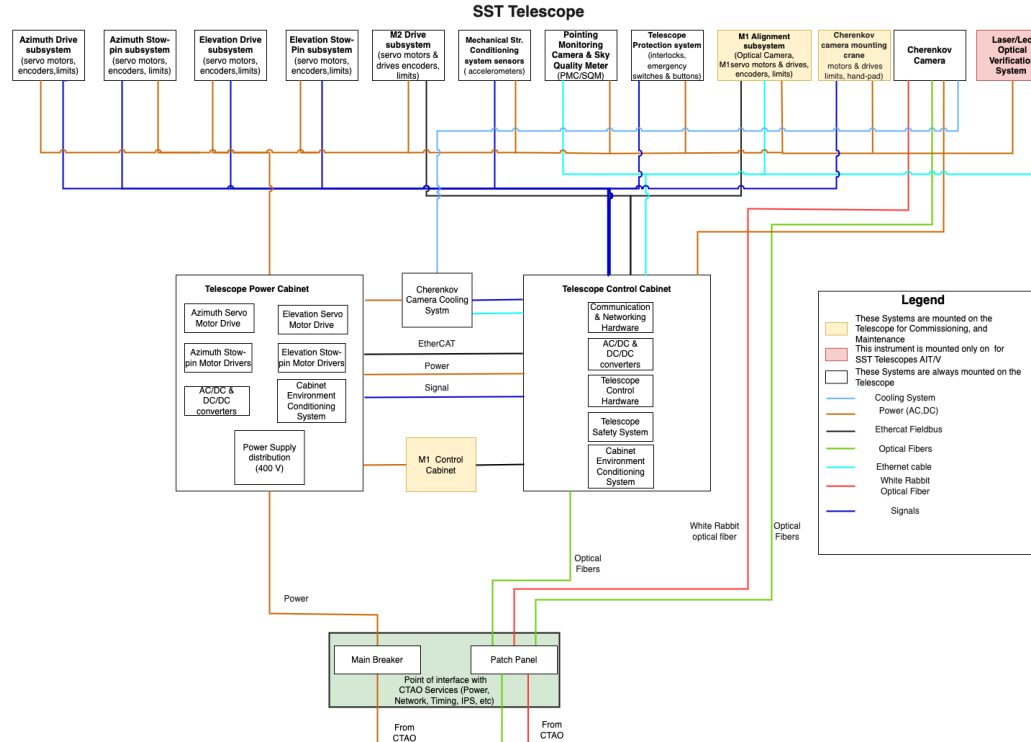 SST Telescope
Azimuth Drive
subsystem
(servo motors,
encoders,limits)
Azimuth Stow-
pin subsystem
(servo motors,
encoders,limits)
Elevation Drive
subsystem
(servo motors,
encoders,limits)
Elevation Stow-
Pin subsystem
(servo motors,
encoders,limits)
M2 Drive
subsystem
(servo motors &
drives encoders,
limits)
Mechanical Str.
Conditioning
system sensors
( accelerometers)
Pointing
Monitoring
Camera & Sky
Quality Meter
(PMC/SQM)
Telescope
Protection system
(interlocks,
emergency
switches & buttons)
M1 Alignment
subsystem
(Optical Camera,
M1servo motors & drives,
encoders, limits)
Cherenkov
camera mounting
crane
motors & drives
limits, hand-pad)
Cherenkov
Camera
Laser/Led
Optical
Verification
System
Telescope Power Cabinet
Azimuth Servo
Motor Drive
Elevation Servo
Motor Drive
Azimuth Stow-
pin Motor Drivers
Elevation Stow-
pin Motor Drivers
AC/DC &
DC/DC
converters
Cabinet
Environment
Conditioning
System
Power Supply
distribution
(400 V)
Cherenkov
Camera Cooling
Systm
EtherCAT
Power
Signal
M1 Control
Cabinet
Telescope Control Cabinet
Communication
& Networking
Hardware
AC/DC &
DC/DC
converters
Telescope
Control
Hardware
Telescope
Safety System
Cabinet
Environment
Conditioning
System
Legend
These Systems are mounted on the
Telescope for Commissioning, and
Maintenance
This instrument is mounted only on for
SST Telescopes AIT/V
These Systems are always mounted on the
Telescope
Cooling System
Power (AC,DC)
Ethercat Fieldbus
Optical Fibers
Ethernet cable
White Rabbit
Optical Fiber
Signals
White Rabbit
optical fiber
Optical
Fibers
Optical
Fibers
Power
Main Breaker
Patch Panel
Point of interface with
CTAO Services (Power,
Network, Timing, IPS, etc)
From
CTAO
From
CTAO